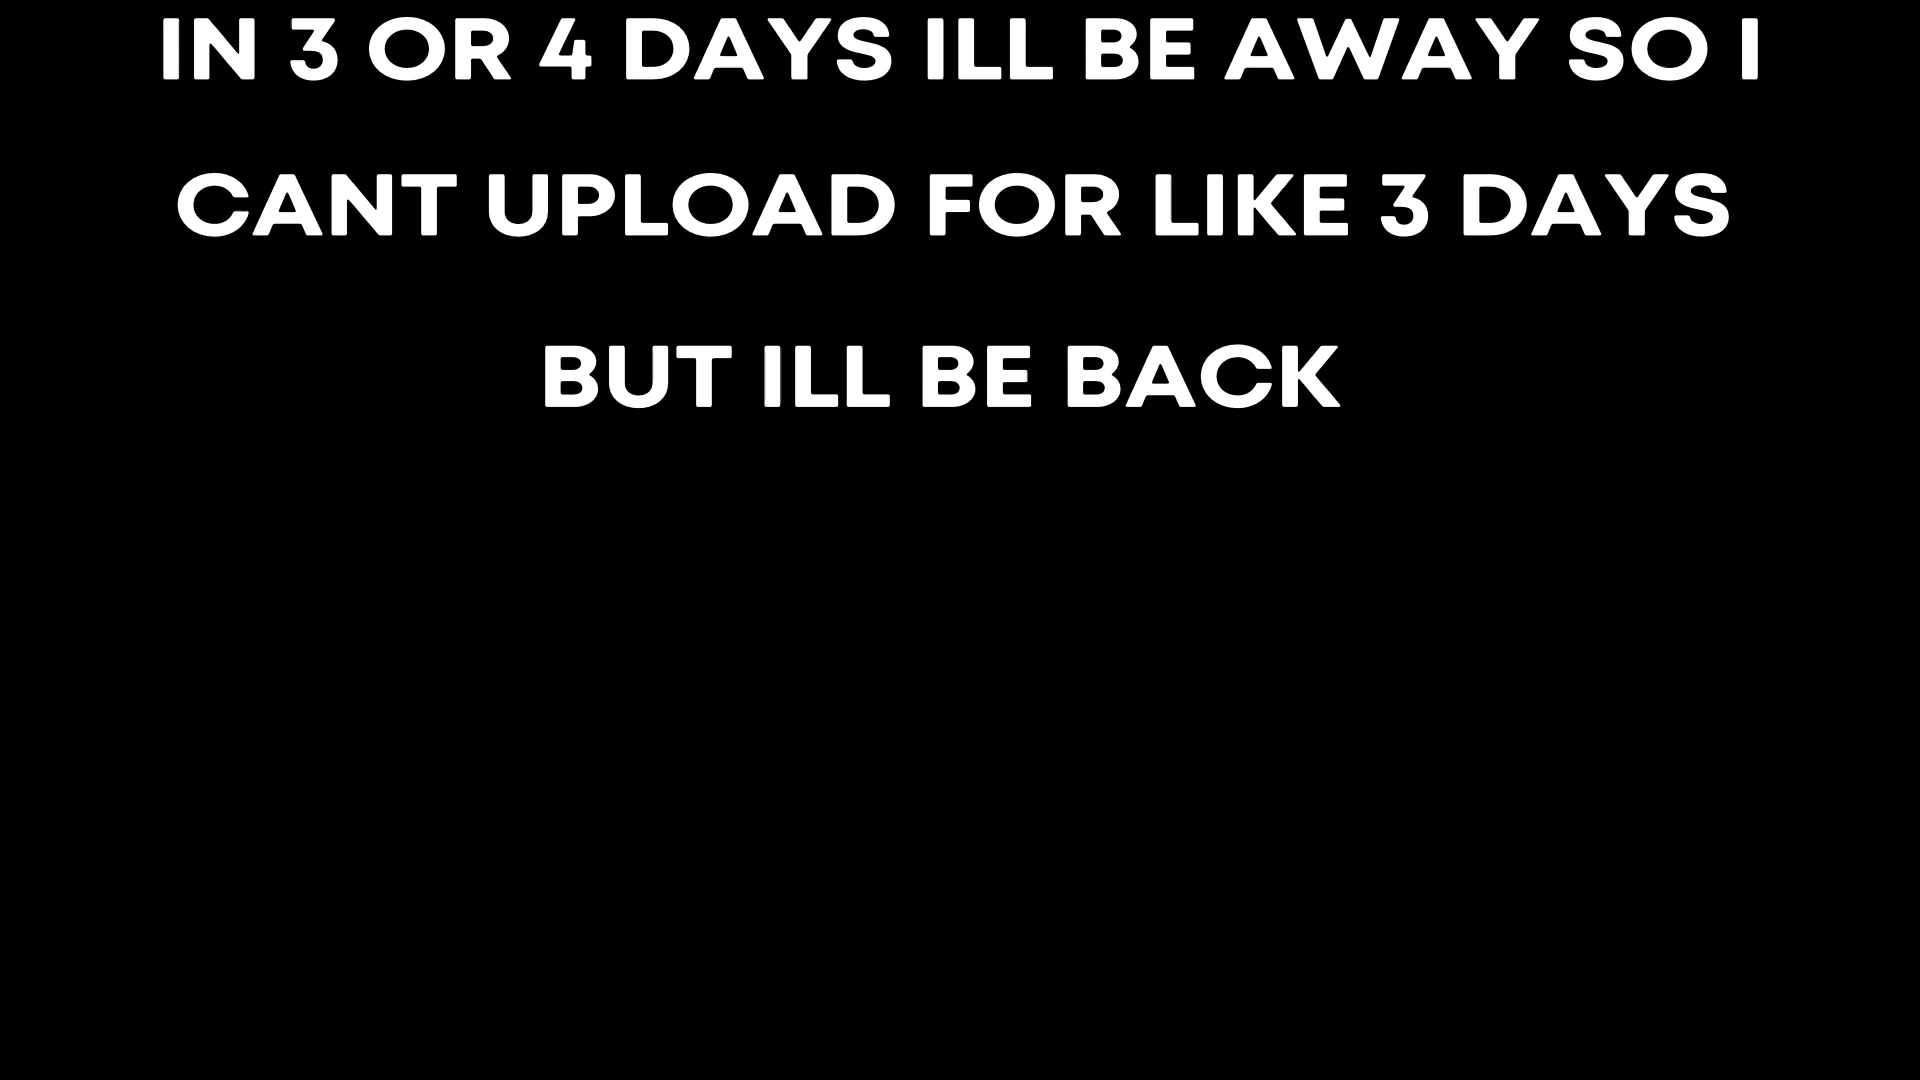 IN 3 OR 4 DAYS ILL BE AWAY SO I
CANT UPLOAD FOR LIKE 3 DAYS
BUT ILL BE BACK